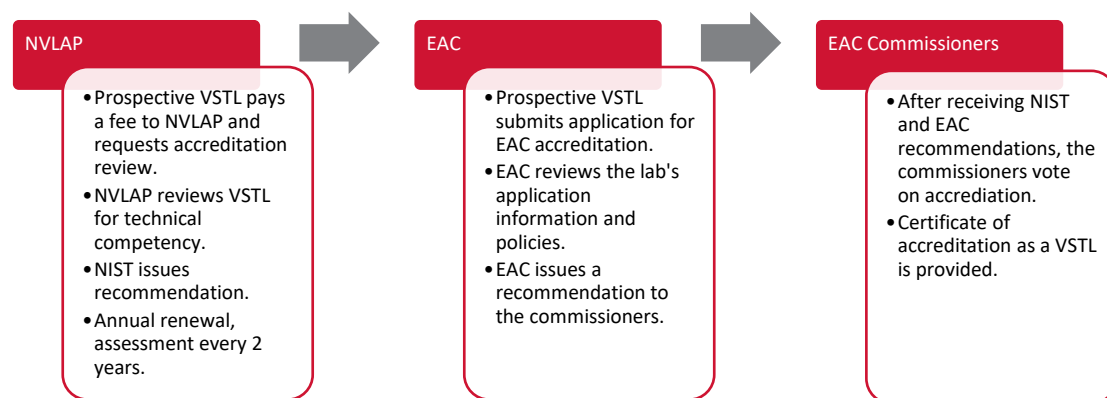 NVLAP
•Prospective VSTL pays
a fee to NVLAP and
requests accreditation
review.
•NVLAP reviews VSTL
for technical
competency.
•NIST issues
recommendation.
•Annual renewal,
assessment every 2
years.
EAC
•Prospective VSTL
submits application for
EAC accreditation.
•EAC reviews the lab's
application
information and
policies.
•EAC issues a
recommendation to
the commissioners.
EAC Commissioners
•After receiving NIST
and EAC
recommendations, the
commissioners vote
on accrediation.
•Certificate of
accreditation as a VSTL
is provided.